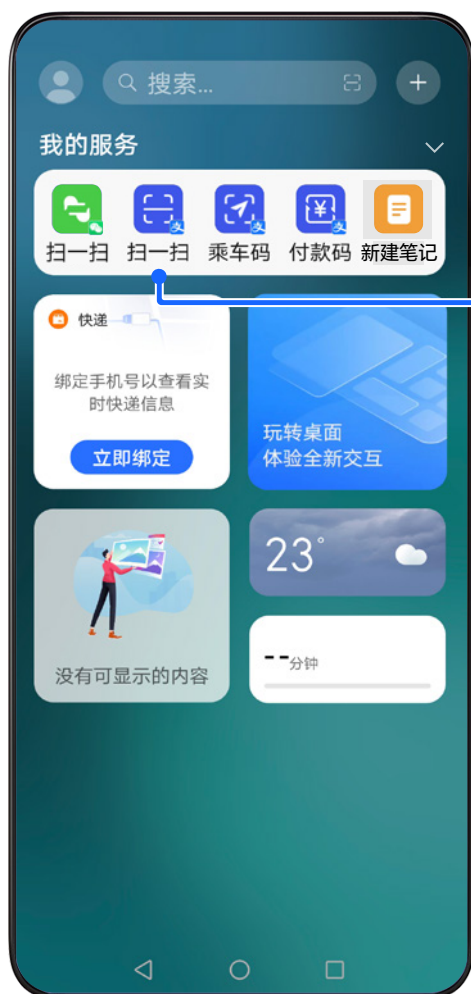 搜索...
我的服务
扫一扫 扫一扫 乘车码 付款码 新建笔记
快递
绑定手机号以查看实
时快递信息
立即绑定
玩转桌面
体验全新交互
23°
没有可显示的内容
--分钟